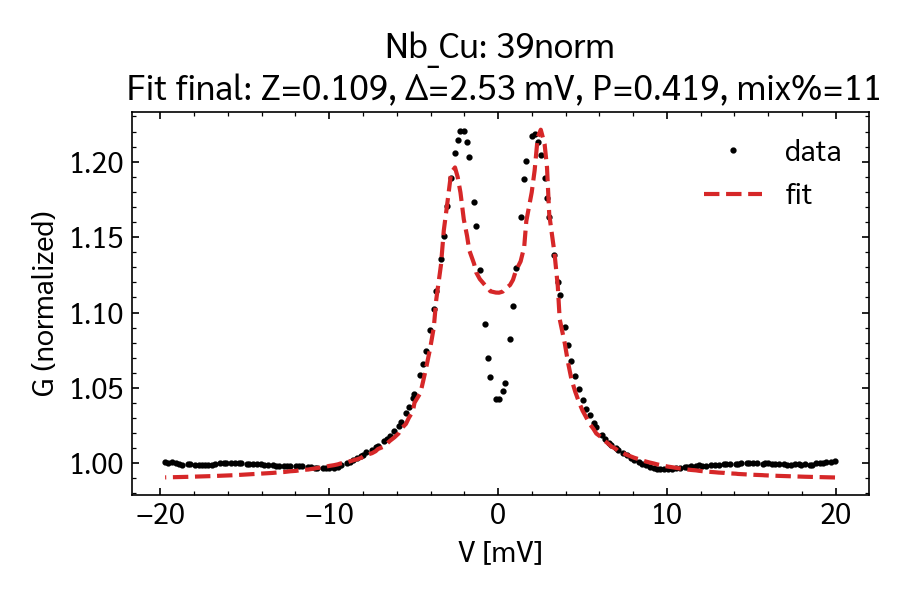 Nb_Cu: 39norm
Fit final: Z=0.109, Δ=2.53 mV, P=0.419, mix%=11
data
fit
G (normalized)
1.20
1.15
1.10
1.05
1.00
−20
−10
0
10
20
V [mV]